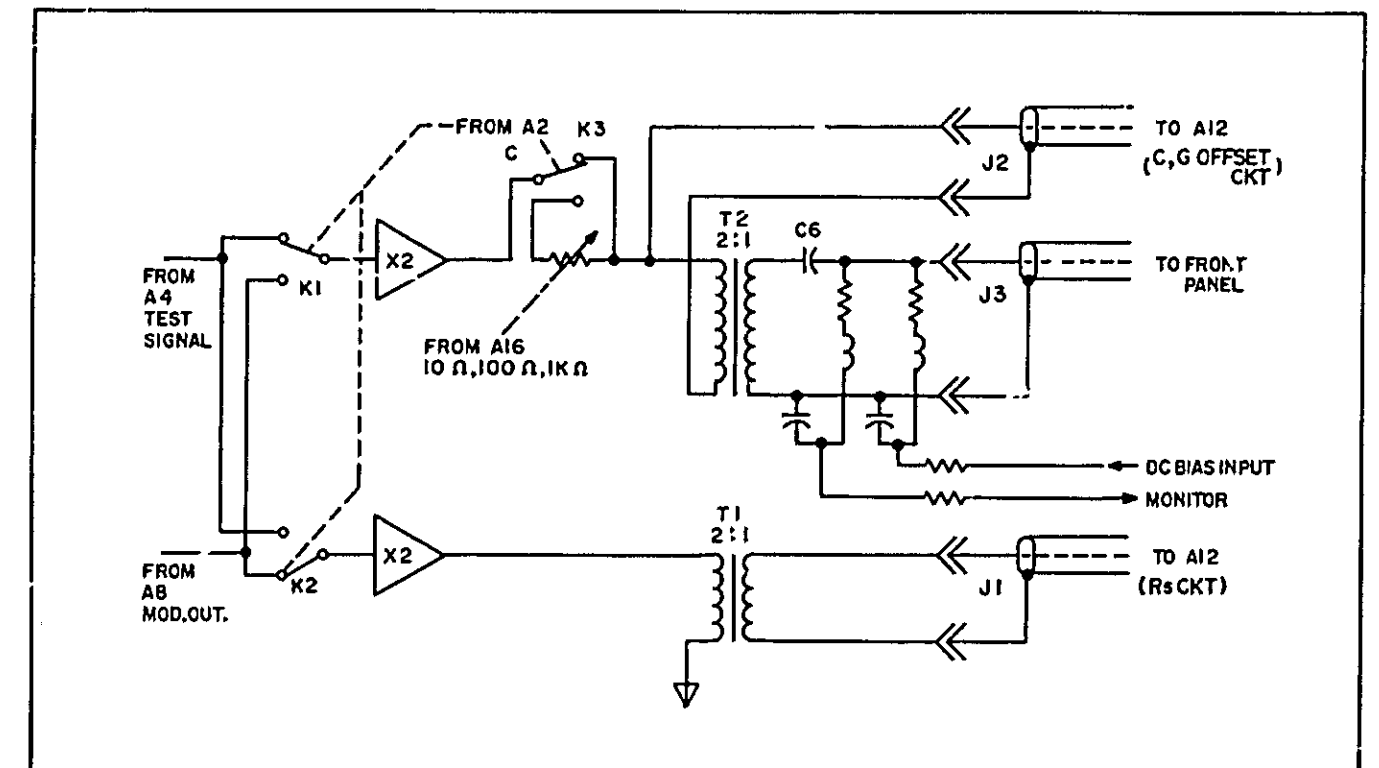 FROM A2
K3
C
TO A12
(C,G OFFSET
CKT)
J2
T2
2:1
C6
X2
FROM
A4
TEST
SIGNAL
K1
J3
TO FRONT
PANEL
FROM A16
10 Ω,100 Ω,1K Ω
DC BIAS INPUT
MONITOR
T1
2:1
X2
FROM
A8
MOD.OUT.
K2
J1
TO A12
(Rs CKT)